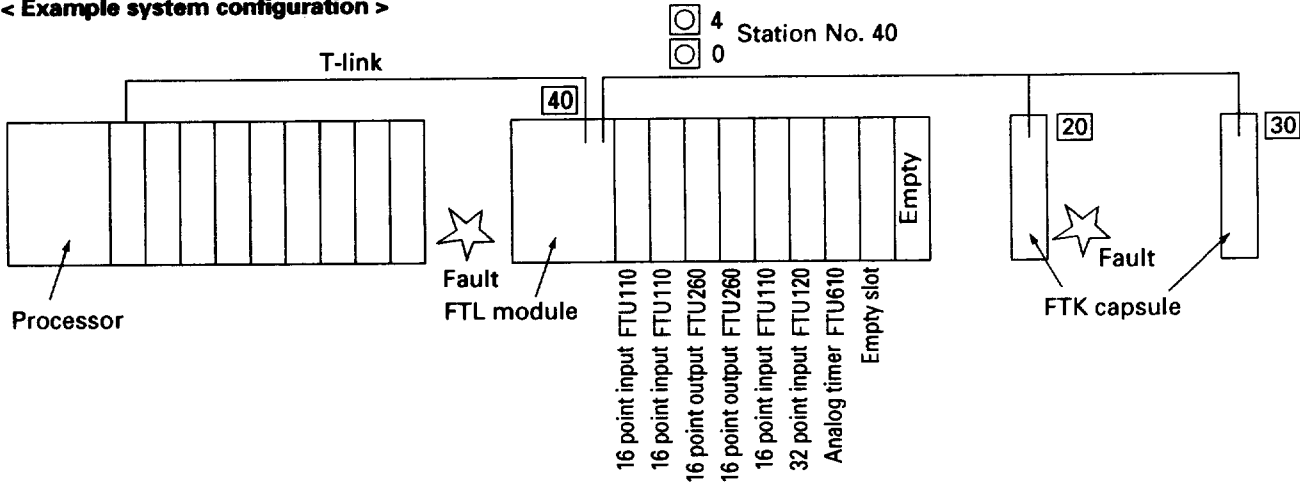 < Example system configuration >
4
Station No. 40
0
T-link
40
20
30
Empty
Fault
Fault
Processor
FTL module
FTK capsule
16 point input FTU110
16 point input FTU110
16 point output FTU260
16 point output FTU260
16 point input FTU110
32 point input FTU120
Analog timer FTU610
Empty slot